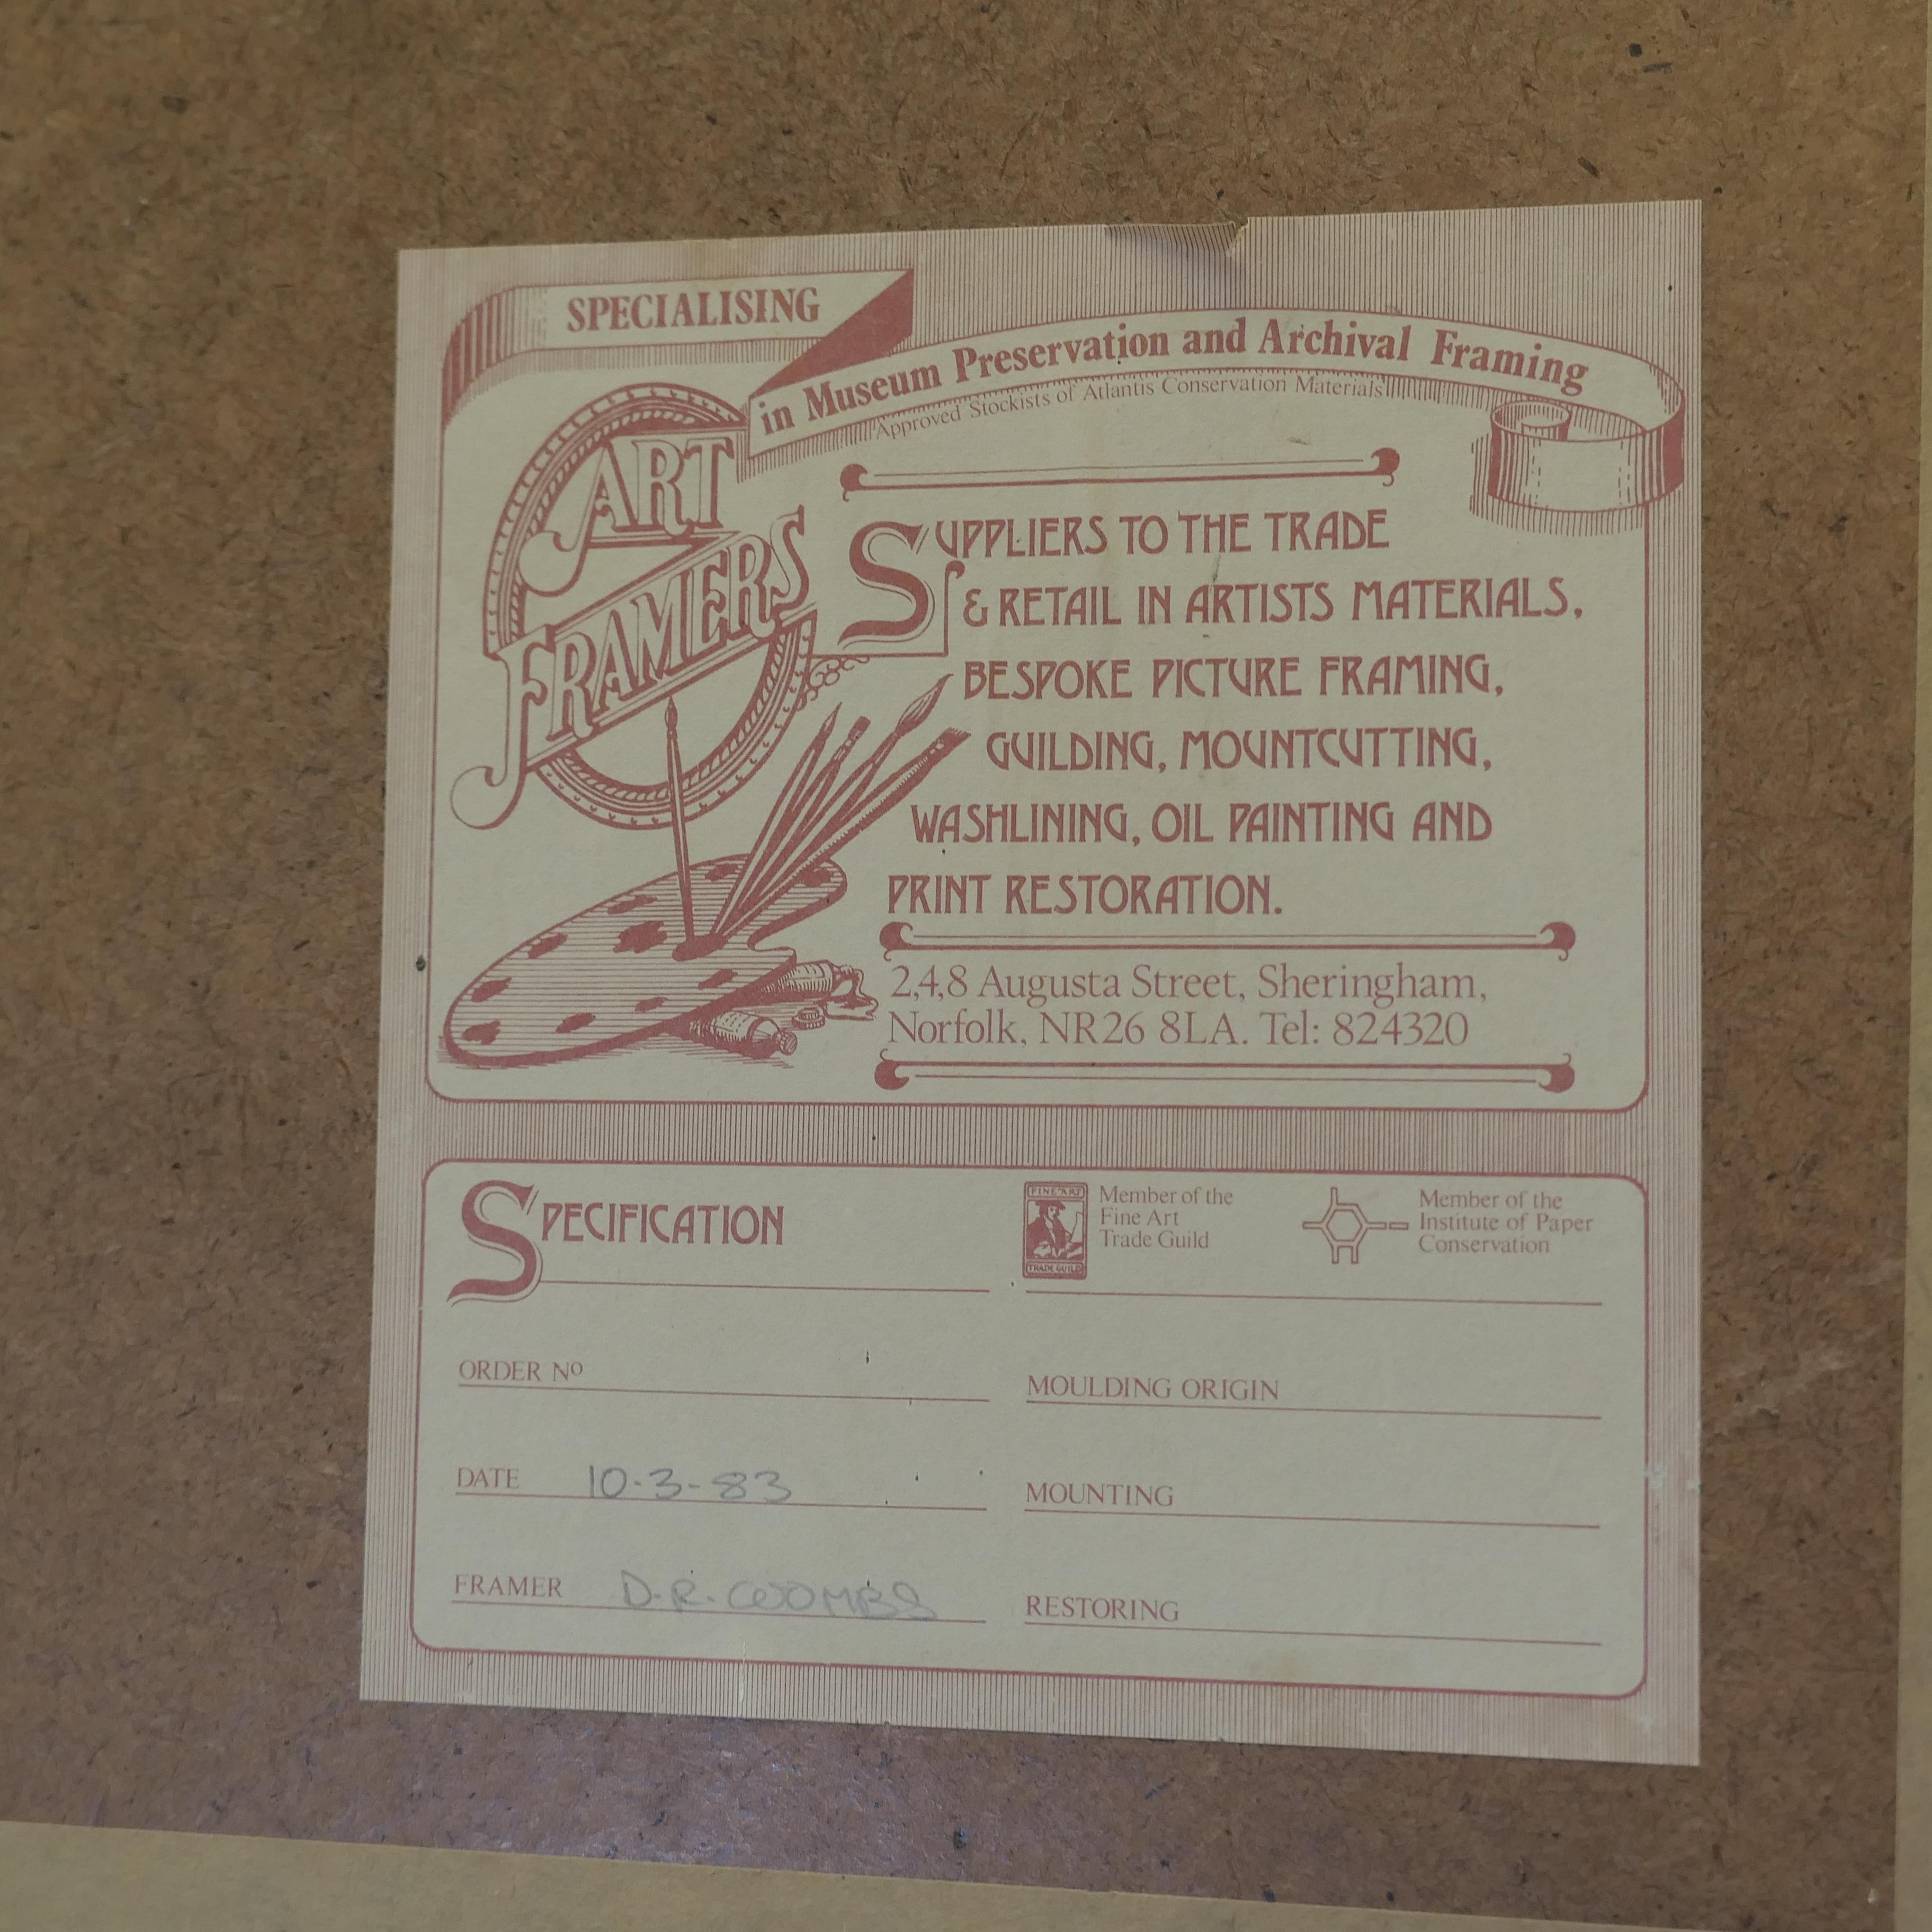 SPECIALISING
in Museum Preservation and Archival Framing
Approved Stockists of Atlantis Conservation Materials
ART
FRAMERS
SUPPLIERS TO THE TRADE
& RETAIL IN ARTISTS MATERIALS,
BESPOKE PICTURE FRAMING,
GUILDING, MOUNTCUTTING,
WASHLINING, OIL PAINTING AND
PRINT RESTORATION.
2,4,8 Augusta Street, Sheringham,
Norfolk, NR26 8LA. Tel: 824320
SPECIFICATION
FINE ART
TRADE GUILD
Member of the
Fine Art
Trade Guild
Member of the
Institute of Paper
Conservation
ORDER Nº
MOULDING ORIGIN
DATE 10-3-83
MOUNTING
FRAMER D.R. COOMBS
RESTORING